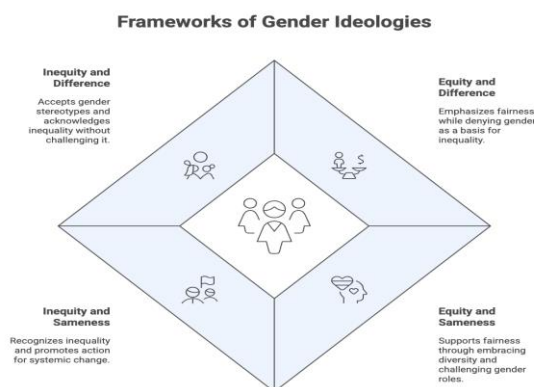 Frameworks of Gender Ideologies
Inequity and
Difference
Accepts gender
stereotypes and
acknowledges
inequality without
challenging it.
Equity and
Difference
Emphasizes fairness
while denying gender
as a basis for
inequality.
$
Inequity and
Sameness
Recognizes inequality
and promotes action
for systemic change.
Equity and
Sameness
Supports fairness
through embracing
diversity and
challenging gender
roles.